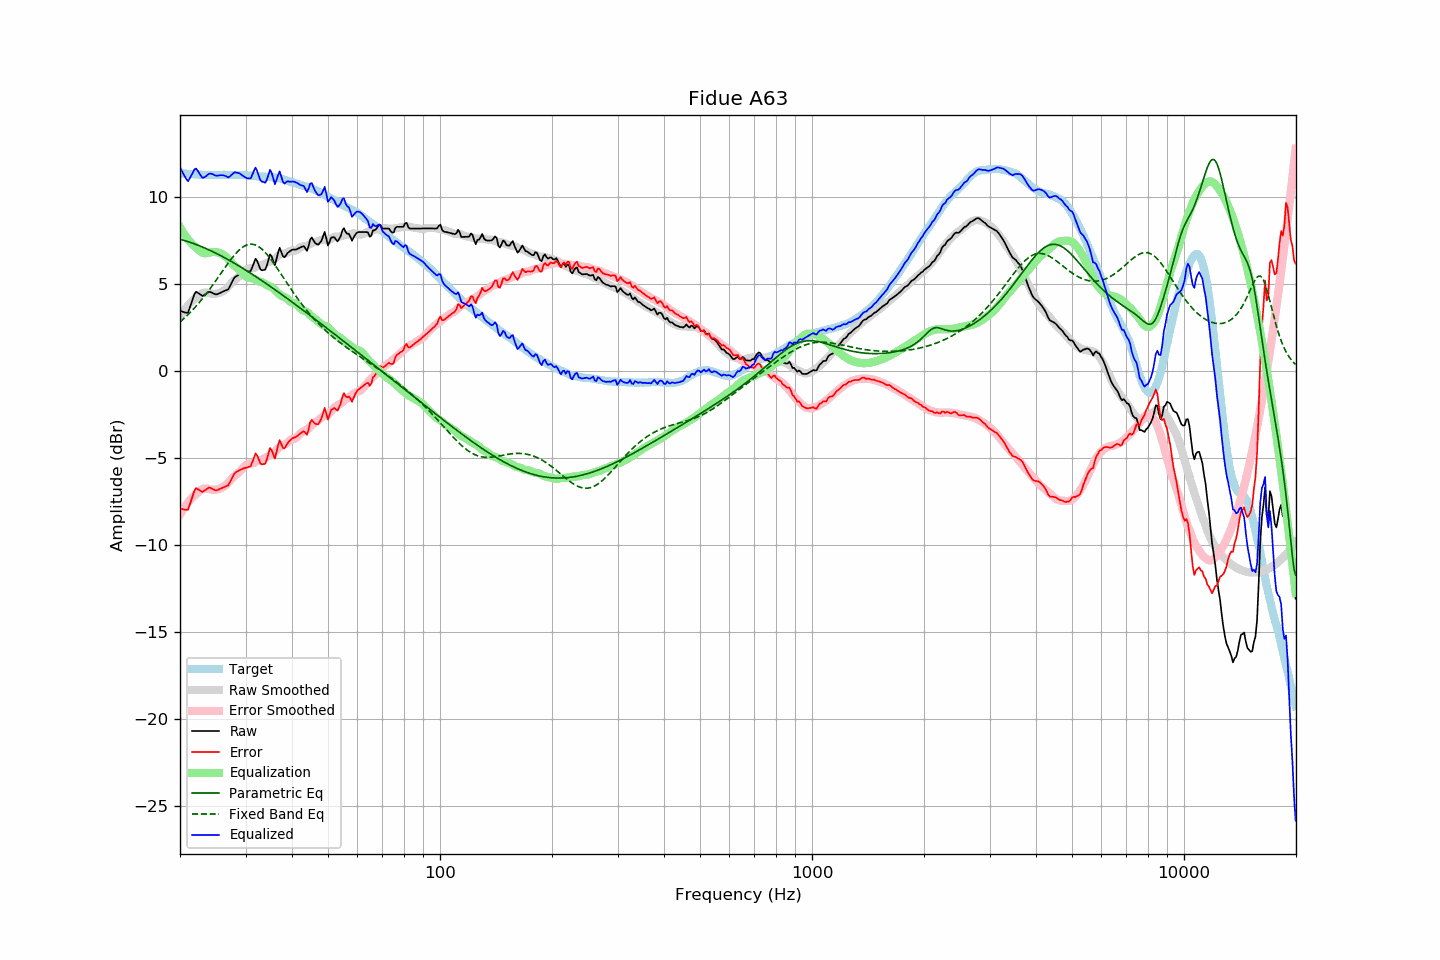 Fidue A63
10
5
0
−5
−10
−15
−20
−25
Amplitude (dBr)
Target
Raw Smoothed
Error Smoothed
Raw
Error
Equalization
Parametric Eq
Fixed Band Eq
Equalized
100
1000
10000
Frequency (Hz)